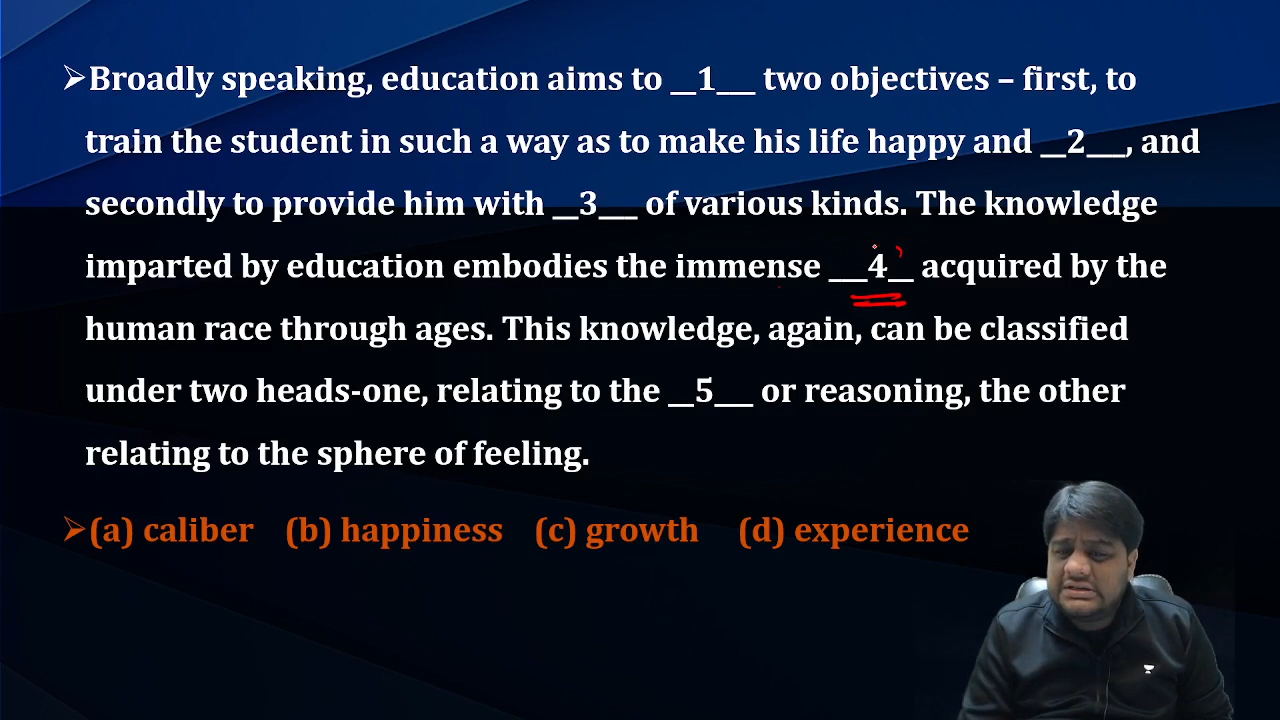 ➢Broadly speaking, education aims to __1___ two objectives – first, to
train the student in such a way as to make his life happy and __2___, and
secondly to provide him with __3___ of various kinds. The knowledge
imparted by education embodies the immense ___4__ acquired by the
human race through ages. This knowledge, again, can be classified
under two heads-one, relating to the __5___ or reasoning, the other
relating to the sphere of feeling.
➢(a) caliber (b) happiness (c) growth (d) experience